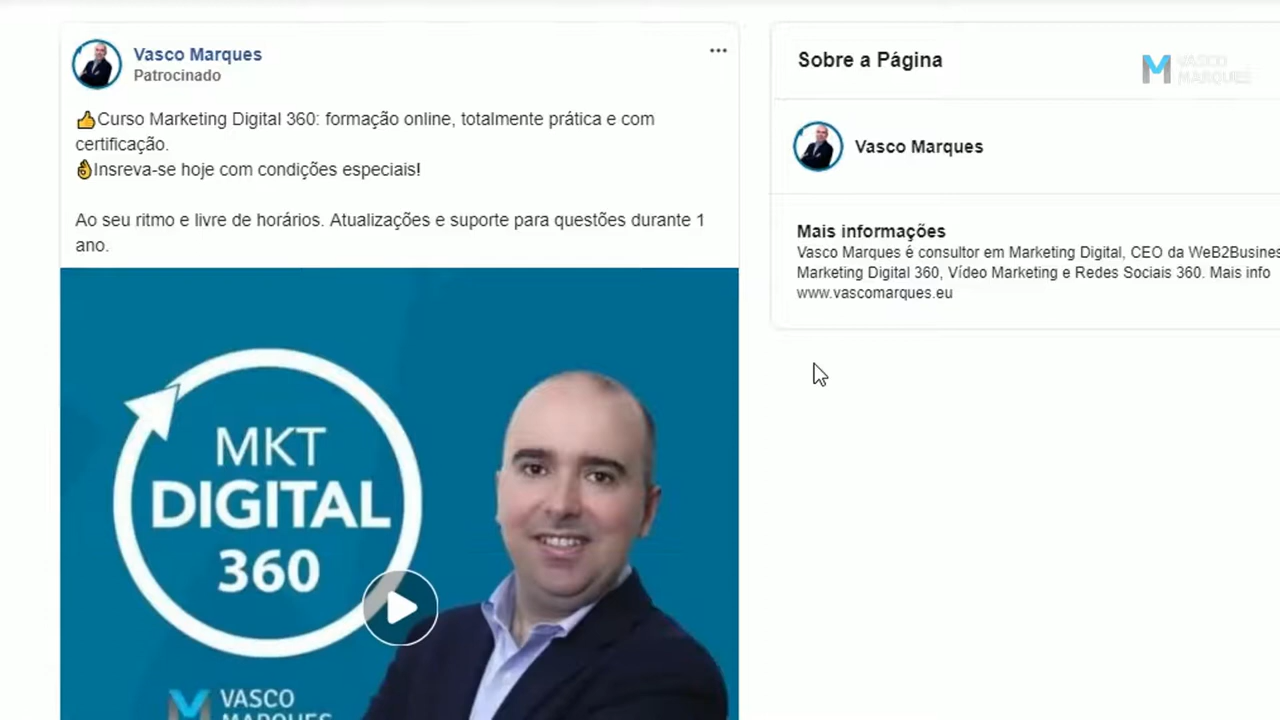 Vasco Marques
Patrocinado
👍Curso Marketing Digital 360: formação online, totalmente prática e com
certificação.
👌Insreva-se hoje com condições especiais!
Ao seu ritmo e livre de horários. Atualizações e suporte para questões durante 1
ano.
MKT
DIGITAL
360
VASCO
MARQUES
Sobre a Página
VASCO
MARQUES
Vasco Marques
Mais informações
Vasco Marques é consultor em Marketing Digital, CEO da WeB2Busines
Marketing Digital 360, Vídeo Marketing e Redes Sociais 360. Mais info
www.vascomarques.eu